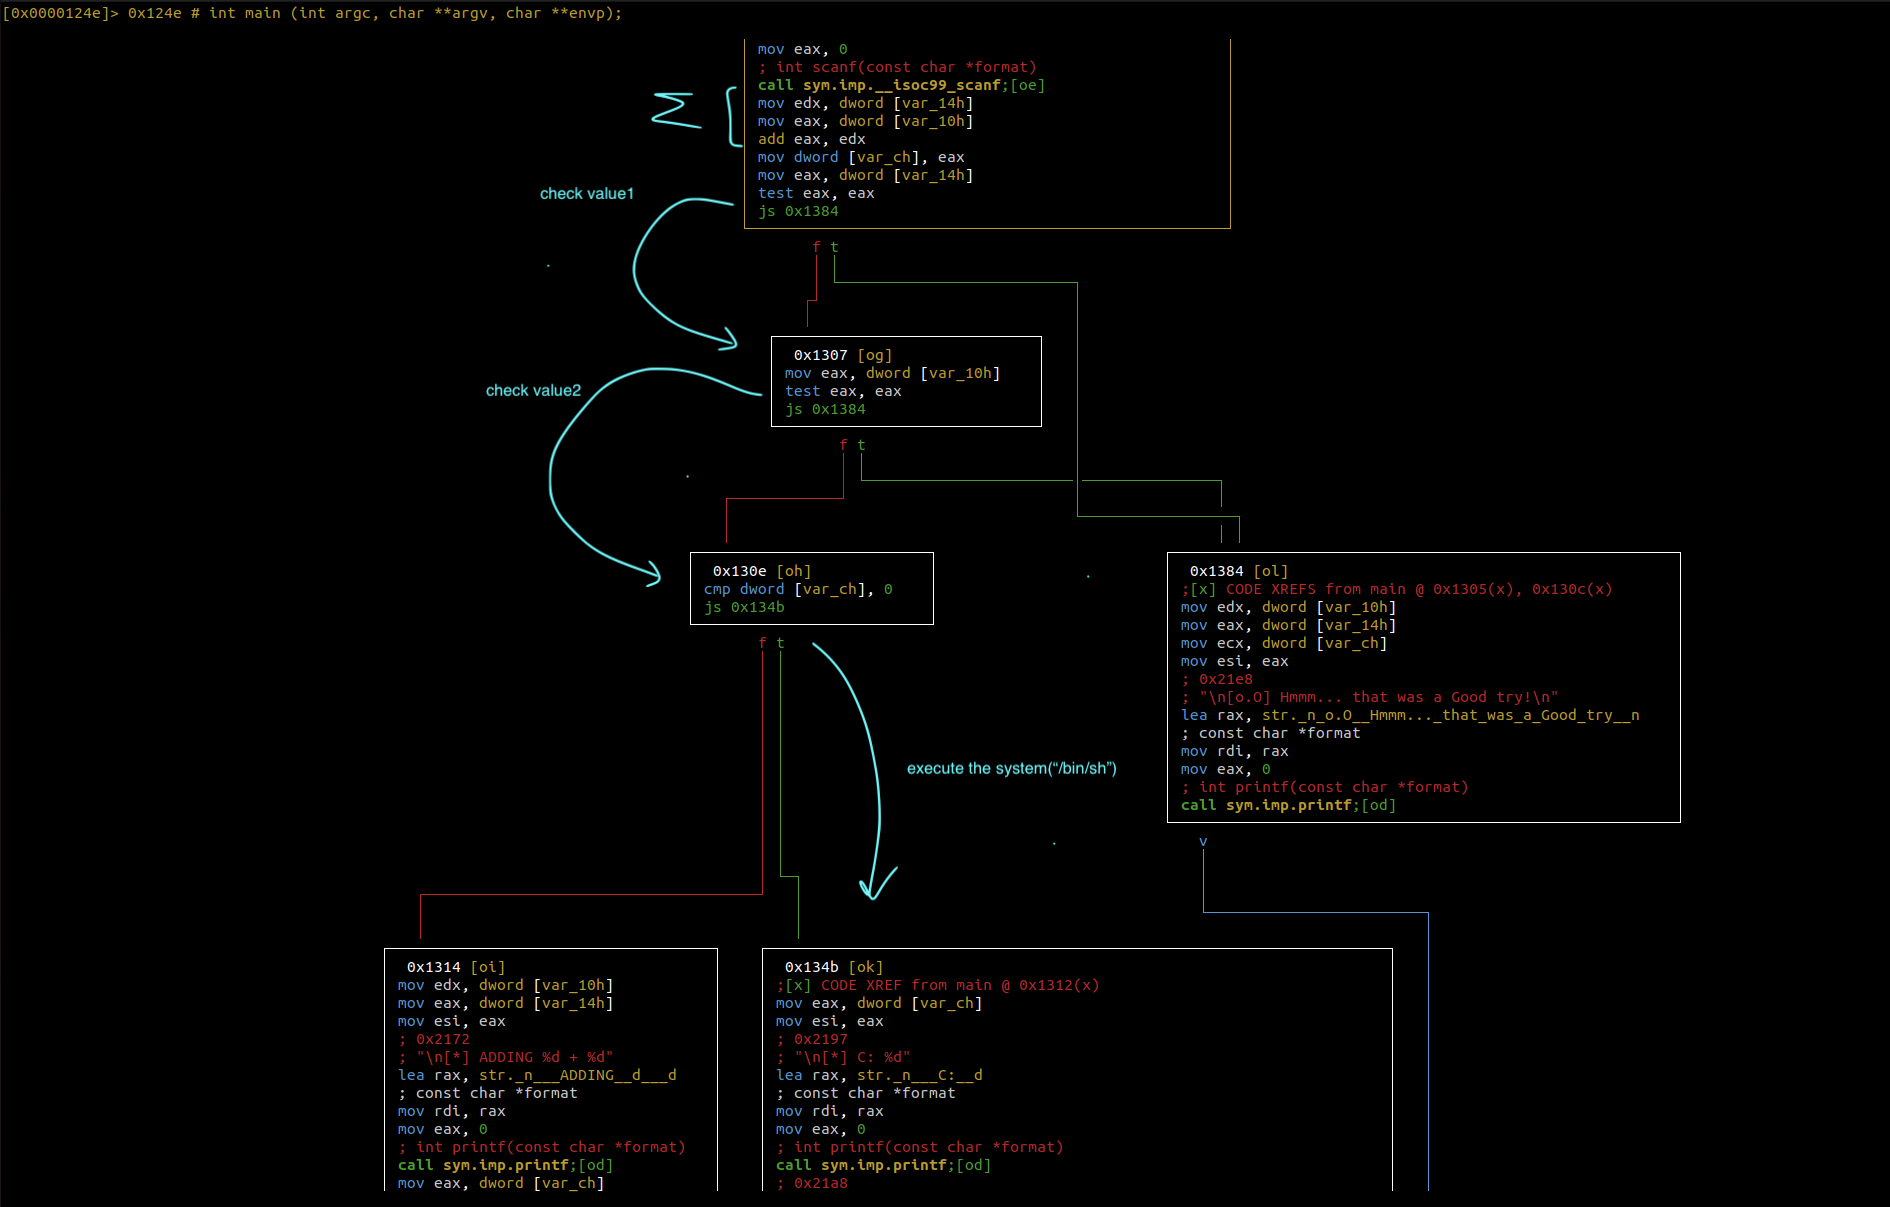 [0x0000124e]> 0x124e # int main (int argc, char **argv, char **envp);
mov eax, 0
; int scanf(const char *format)
call sym.imp.__isoc99_scanf;[oe]
Σ
mov edx, dword [var_14h]
mov eax, dword [var_10h]
add eax, edx
mov dword [var_ch], eax
mov eax, dword [var_14h]
test eax, eax
js 0x1384
check value1
f t
0x1307 [og]
mov eax, dword [var_10h]
test eax, eax
js 0x1384
check value2
f t
0x130e [oh]
cmp dword [var_ch], 0
js 0x134b
f t
0x1384 [ol]
;[x] CODE XREFS from main @ 0x1305(x), 0x130c(x)
mov edx, dword [var_10h]
mov eax, dword [var_14h]
mov ecx, dword [var_ch]
mov esi, eax
; 0x21e8
; "\n[o.O] Hmmm... that was a Good try!\n"
lea rax, str._n_o.O__Hmmm..._that_was_a_Good_try__n
; const char *format
mov rdi, rax
mov eax, 0
; int printf(const char *format)
call sym.imp.printf;[od]
v
execute the system(“/bin/sh”)
0x1314 [oi]
mov edx, dword [var_10h]
mov eax, dword [var_14h]
mov esi, eax
; 0x2172
; "\n[*] ADDING %d + %d"
lea rax, str._n___ADDING__d___d
; const char *format
mov rdi, rax
mov eax, 0
; int printf(const char *format)
call sym.imp.printf;[od]
mov eax, dword [var_ch]
0x134b [ok]
;[x] CODE XREF from main @ 0x1312(x)
mov eax, dword [var_ch]
mov esi, eax
; 0x2197
; "\n[*] C: %d"
lea rax, str._n___C:__d
; const char *format
mov rdi, rax
mov eax, 0
; int printf(const char *format)
call sym.imp.printf;[od]
; 0x21a8